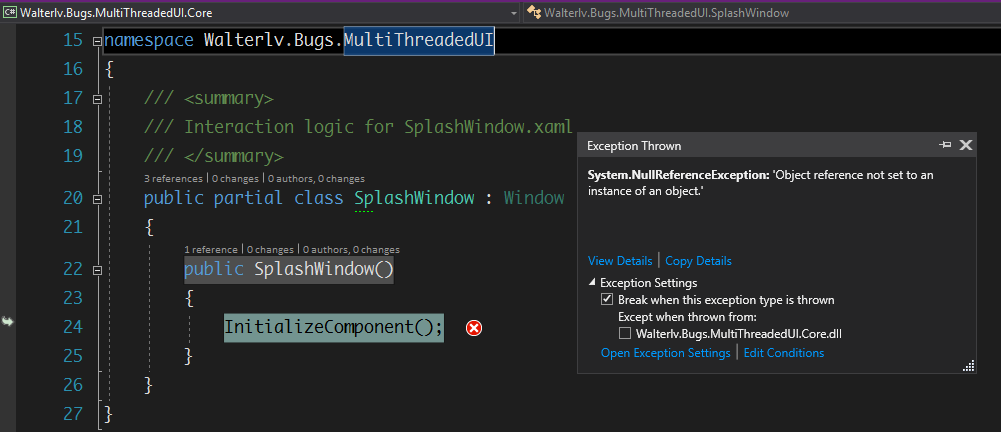 C# Walterlv.Bugs.MultiThreadedUI.Core Walterlv.Bugs.MultiThreadedUI.SplashWindow
15 namespace Walterlv.Bugs.MultiThreadedUI
16 {
17 /// <summary>
18 /// Interaction logic for SplashWindow.xaml
19 /// </summary>
3 references | 0 changes | 0 authors, 0 changes
20 public partial class SplashWindow : Window
21 {
1 reference | 0 changes | 0 authors, 0 changes
22 public SplashWindow()
23 {
24 InitializeComponent();
25 }
26 }
27 }
Exception Thrown
System.NullReferenceException: 'Object reference not set to an
instance of an object.'
View Details | Copy Details
Exception Settings
Break when this exception type is thrown
Except when thrown from:
Walterlv.Bugs.MultiThreadedUI.Core.dll
Open Exception Settings | Edit Conditions